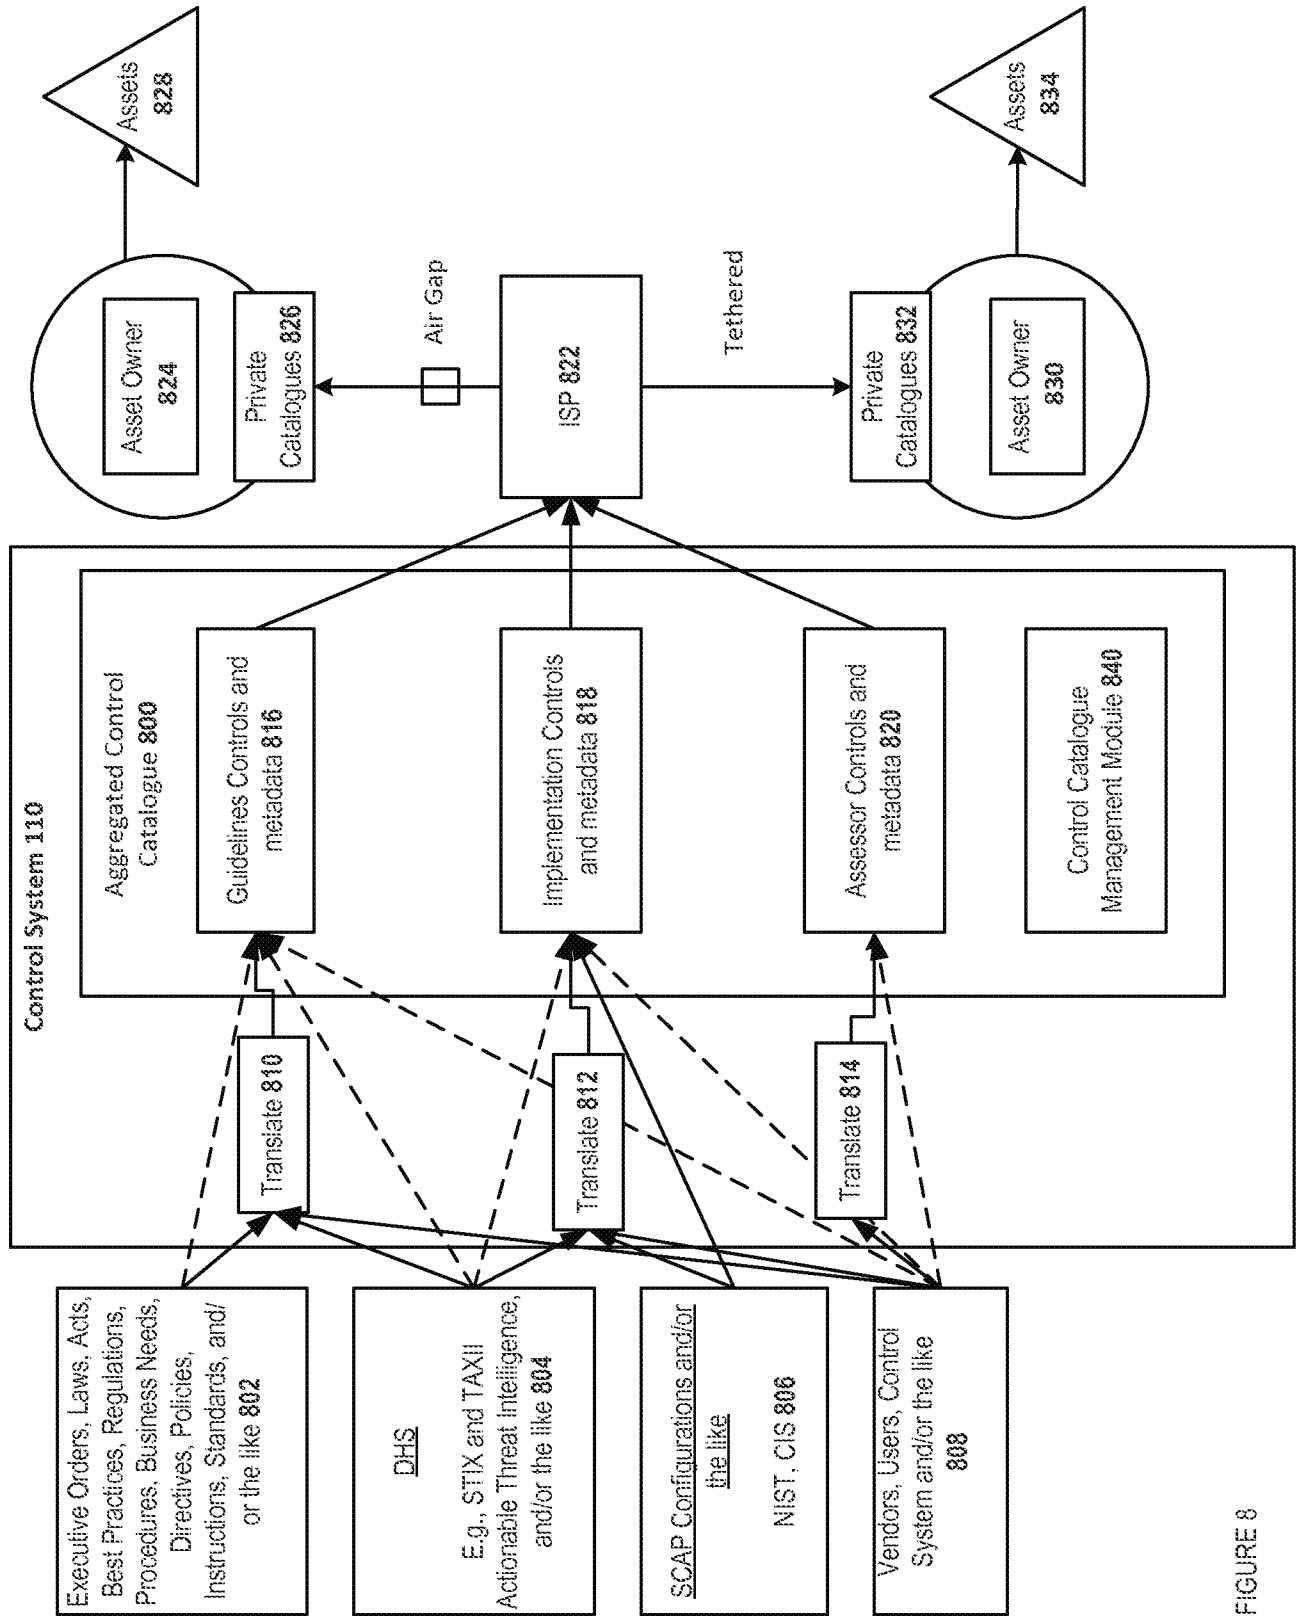 Control System 110
Executive Orders, Laws, Acts,
Best Practices, Regulations,
Procedures, Business Needs,
Directives, Policies,
Instructions, Standards, and/
or the like 802
DHS
E.g., STIX and TAXII
Actionable Threat Intelligence,
and/or the like 804
SCAP Configurations and/or
the like
NIST, CIS 806
Vendors, Users, Control
System and/or the like
808
Translate 810
Translate 812
Translate 814
Aggregated Control
Catalogue 800
Guidelines Controls and
metadata 816
Implementation Controls
and metadata 818
Assessor Controls and
metadata 820
Control Catalogue
Management Module 840
ISP 822
Air Gap
Tethered
Asset Owner
824
Private
Catalogues 826
Private
Catalogues 832
Asset Owner
830
Assets
828
Assets
834
FIGURE 8